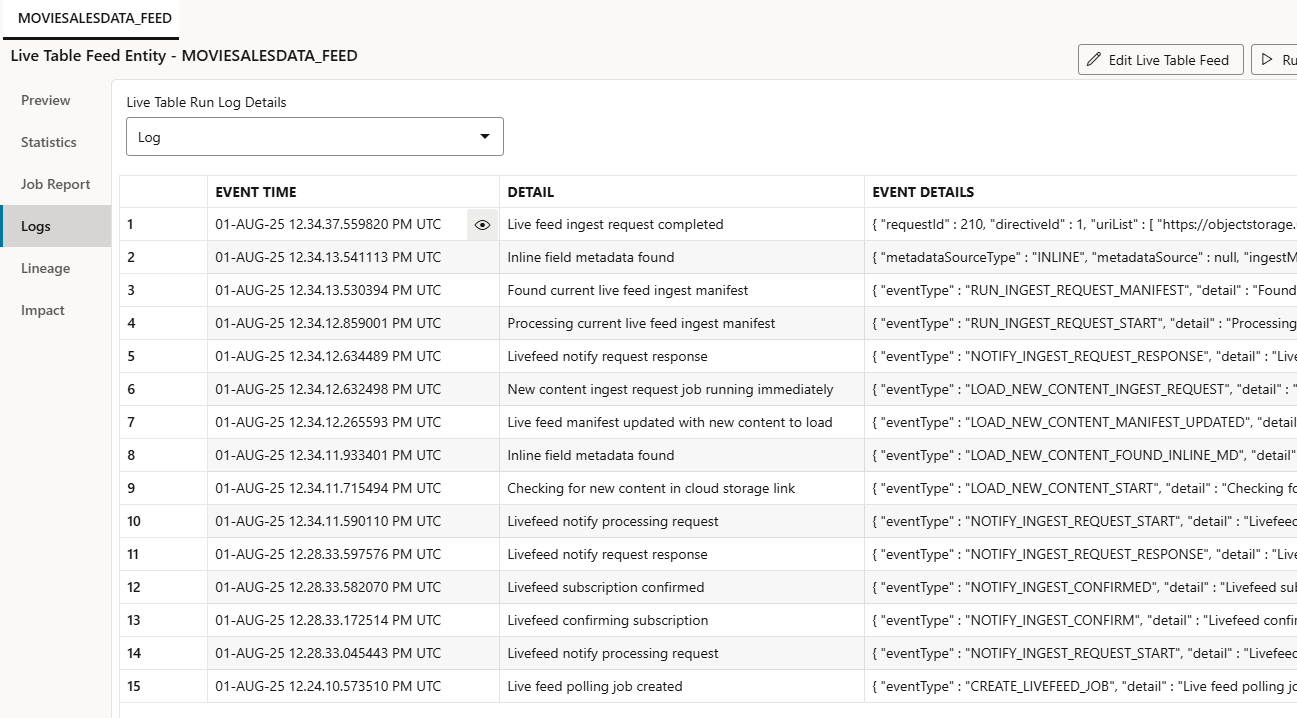 MOVIESALESDATA_FEED
Live Table Feed Entity - MOVIESALESDATA_FEED
Edit Live Table Feed
Ru
Preview
Statistics
Job Report
Logs
Lineage
Impact
Live Table Run Log Details
Log
EVENT TIME DETAIL EVENT DETAILS
1 01-AUG-25 12.34.37.559820 PM UTC Live feed ingest request completed { "requestId" : 210, "directiveId" : 1, "uriList" : [ "https://objectstorage.
2 01-AUG-25 12.34.13.541113 PM UTC Inline field metadata found { "metadataSourceType" : "INLINE", "metadataSource" : null, "ingestM
3 01-AUG-25 12.34.13.530394 PM UTC Found current live feed ingest manifest { "eventType" : "RUN_INGEST_REQUEST_MANIFEST", "detail" : "Found
4 01-AUG-25 12.34.12.859001 PM UTC Processing current live feed ingest manifest { "eventType" : "RUN_INGEST_REQUEST_START", "detail" : "Processing
5 01-AUG-25 12.34.12.634489 PM UTC Livefeed notify request response { "eventType" : "NOTIFY_INGEST_REQUEST_RESPONSE", "detail" : "Live
6 01-AUG-25 12.34.12.632498 PM UTC New content ingest request job running immediately { "eventType" : "LOAD_NEW_CONTENT_INGEST_REQUEST", "detail" : "
7 01-AUG-25 12.34.12.265593 PM UTC Live feed manifest updated with new content to load { "eventType" : "LOAD_NEW_CONTENT_MANIFEST_UPDATED", "detail
8 01-AUG-25 12.34.11.933401 PM UTC Inline field metadata found { "eventType" : "LOAD_NEW_CONTENT_FOUND_INLINE_MD", "detail"
9 01-AUG-25 12.34.11.715494 PM UTC Checking for new content in cloud storage link { "eventType" : "LOAD_NEW_CONTENT_START", "detail" : "Checking fo
10 01-AUG-25 12.34.11.590110 PM UTC Livefeed notify processing request { "eventType" : "NOTIFY_INGEST_REQUEST_START", "detail" : "Livefeed
11 01-AUG-25 12.28.33.597576 PM UTC Livefeed notify request response { "eventType" : "NOTIFY_INGEST_REQUEST_RESPONSE", "detail" : "Live
12 01-AUG-25 12.28.33.582070 PM UTC Livefeed subscription confirmed { "eventType" : "NOTIFY_INGEST_CONFIRMED", "detail" : "Livefeed sub
13 01-AUG-25 12.28.33.172514 PM UTC Livefeed confirming subscription { "eventType" : "NOTIFY_INGEST_CONFIRM", "detail" : "Livefeed confir
14 01-AUG-25 12.28.33.045443 PM UTC Livefeed notify processing request { "eventType" : "NOTIFY_INGEST_REQUEST_START", "detail" : "Livefeed
15 01-AUG-25 12.24.10.573510 PM UTC Live feed polling job created { "eventType" : "CREATE_LIVEFEED_JOB", "detail" : "Live feed polling jo